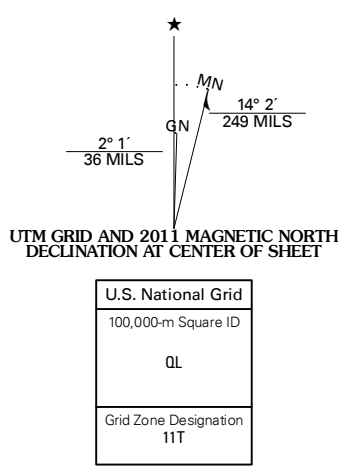 ★
MN
GN
14° 2´
249 MILS
2° 1´
36 MILS
UTM GRID AND 2011 MAGNETIC NORTH
DECLINATION AT CENTER OF SHEET
U.S. National Grid
100,000-m Square ID
QL
Grid Zone Designation
11T